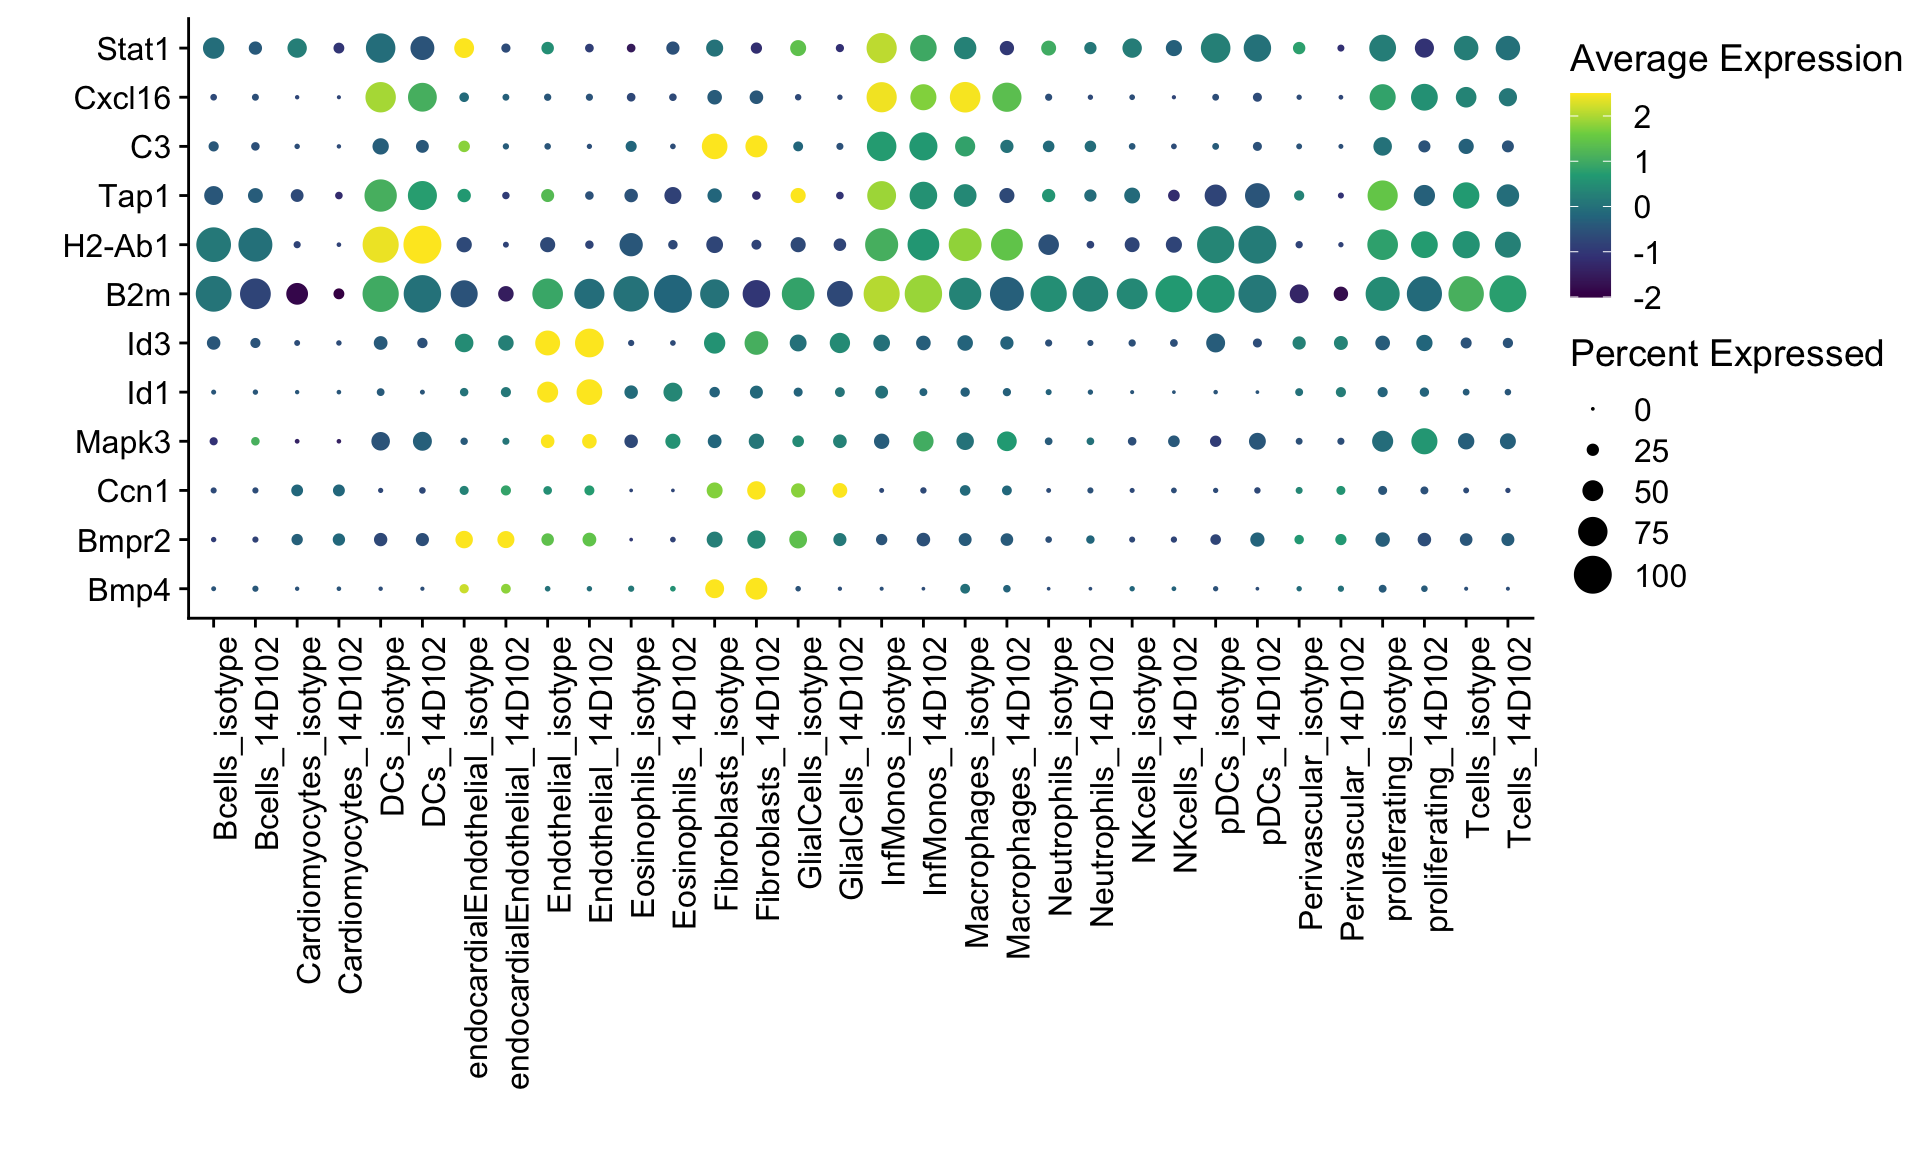 Stat1
Cxcl16
C3
Tap1
H2-Ab1
B2m
Id3
Id1
Mapk3
Ccn1
Bmpr2
Bmp4
Bcells_isotype
Bcells_14D102
Cardiomyocytes_isotype
Cardiomyocytes_14D102
DCs_isotype
DCs_14D102
endocardialEndothelial_isotype
endocardialEndothelial_14D102
Endothelial_isotype
Endothelial_14D102
Eosinophils_isotype
Eosinophils_14D102
Fibroblasts_isotype
Fibroblasts_14D102
GlialCells_isotype
GlialCells_14D102
InfMonos_isotype
InfMonos_14D102
Macrophages_isotype
Macrophages_14D102
Neutrophils_isotype
Neutrophils_14D102
NKcells_isotype
NKcells_14D102
pDCs_isotype
pDCs_14D102
Perivascular_isotype
Perivascular_14D102
proliferating_isotype
proliferating_14D102
Tcells_isotype
Tcells_14D102
Average Expression
2
1
0
-1
-2
Percent Expressed
0
25
50
75
100